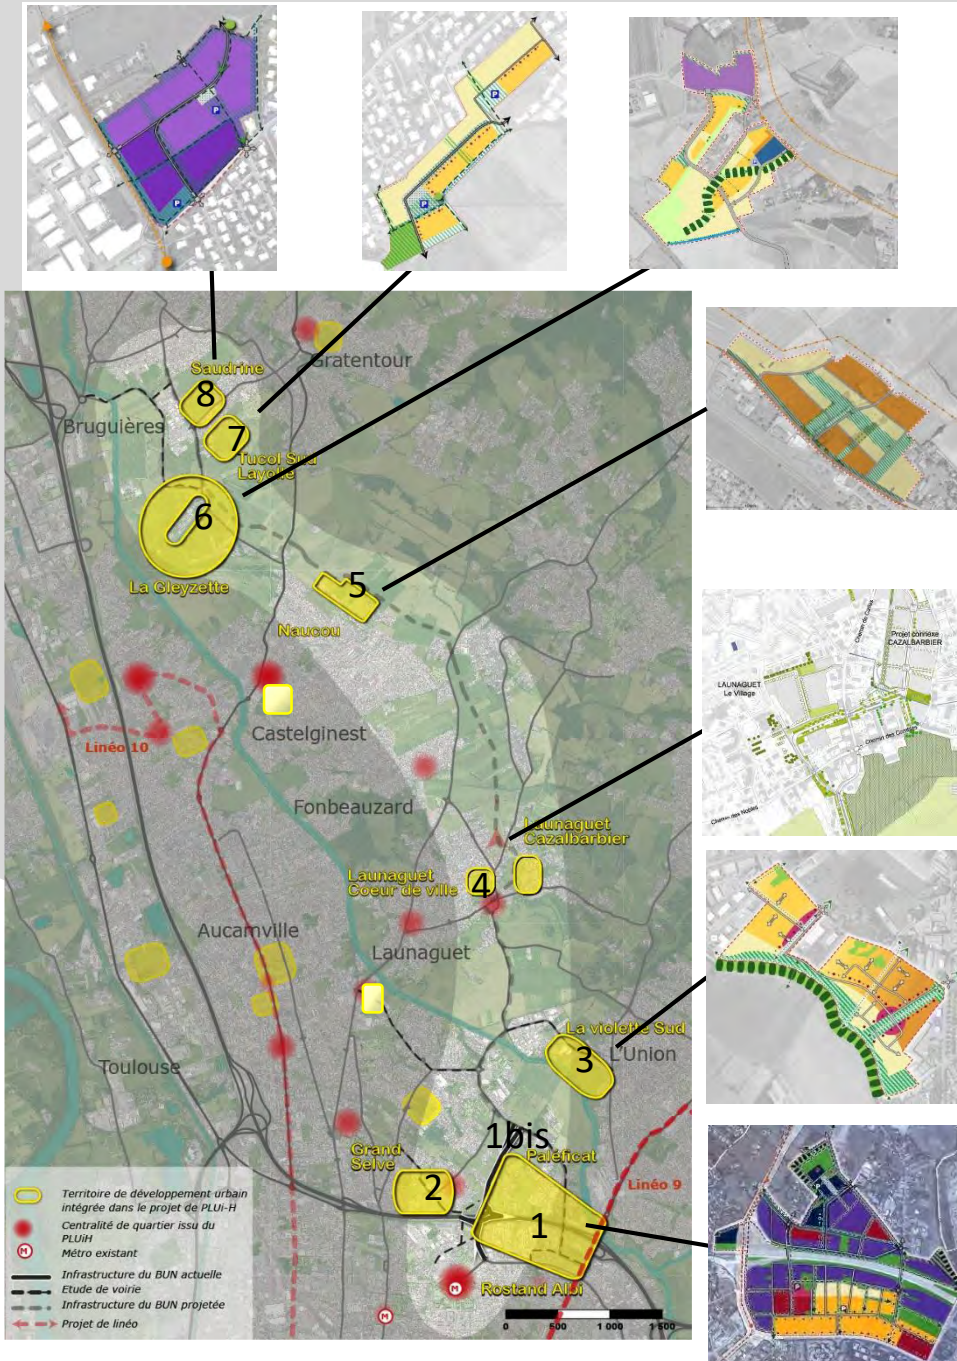 P
P
P
P
Gratentour
Saudrine
8
Bruguières
7
Tucol Sud
Layolle
6
La Gleyzette
5
Naucou
Projet connexe
CAZALBARBIER
LAUNAGUET
Le Village
Chemin des Nobles
Castelginest
Linéo 10
Fonbeauzard
Launaguet
Cazalbarbier
Launaguet
Coeur de ville
4
Aucamville
Launaguet
La violette Sud
3
L'Union
Toulouse
1bis
Paléficat
Grand
Selve
2
Linéo 9
1
Rostand Albi
M
M
0 500 1 000 1 500
Territoire de développement urbain
intégrée dans le projet de PLUi-H
Centralité de quartier issu du
PLUiH
M Métro existant
Infrastructure du BUN actuelle
Etude de voirie
Infrastructure du BUN projetée
Projet de linéo